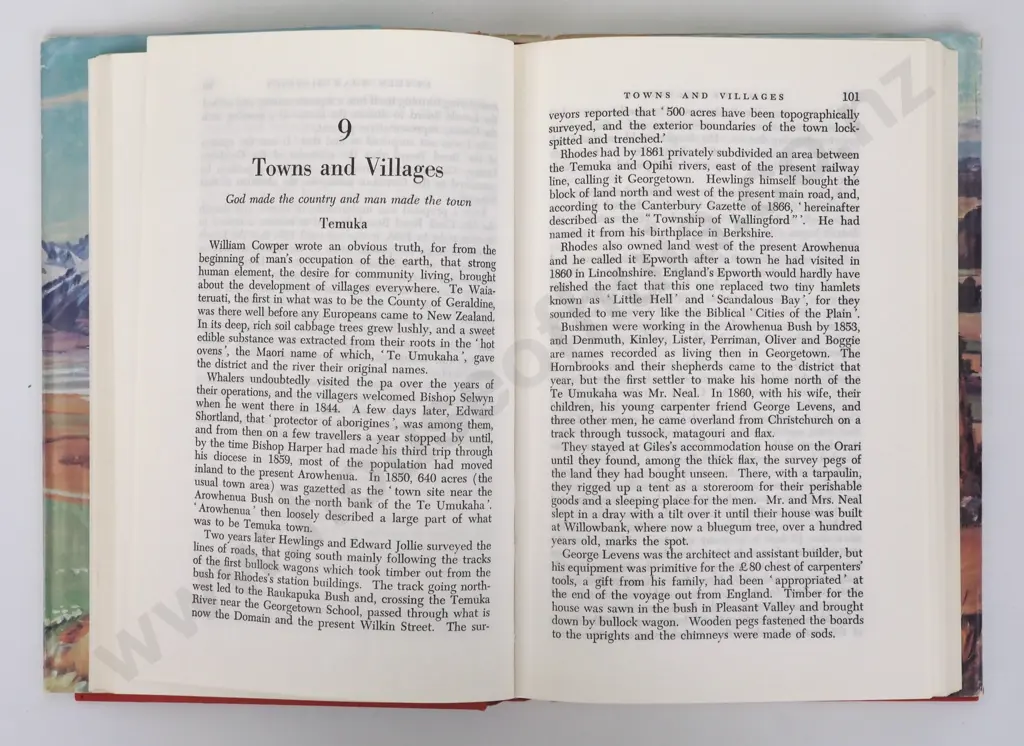 9
Towns and Villages
God made the country and man made the town
Temuka
William Cowper wrote an obvious truth, for from the
beginning of man's occupation of the earth, that strong
human element, the desire for community living, brought
about the development of villages everywhere. Te Waia-
teruati, the first in what was to be the County of Geraldine,
was there well before any Europeans came to New Zealand.
In its deep, rich soil cabbage trees grew lushly, and a sweet
edible substance was extracted from their roots in the 'hot
ovens', the Maori name of which, 'Te Umukaha', gave
the district and the river their original names.
Whalers undoubtedly visited the pa over the years of
their operations, and the villagers welcomed Bishop Selwyn
when he went there in 1844. A few days later, Edward
Shortland, that 'protector of aborigines', was among them,
and from then on a few travellers a year stopped by until,
by the time Bishop Harper had made his third trip through
his diocese in 1859, most of the population had moved
inland to the present Arowhenua. In 1850, 640 acres (the
usual town area) was gazetted as the 'town site near the
Arowhenua Bush on the north bank of the Te Umukaha'.
'Arowhenua' then loosely described a large part of what
was to be Temuka town.
Two years later Hewlings and Edward Jollie surveyed the
lines of roads, that going south mainly following the tracks
of the first bullock wagons which took timber out from the
bush for Rhodes's station buildings. The track going north-
west led to the Raukapuka Bush and, crossing the Temuka
River near the Georgetown School, passed through what is
now the Domain and the present Wilkin Street. The sur-
TOWNS AND VILLAGES 101
veyors reported that '500 acres have been topographically
surveyed, and the exterior boundaries of the town lock-
spitted and trenched.'
Rhodes had by 1861 privately subdivided an area between
the Temuka and Opihi rivers, east of the present railway
line, calling it Georgetown. Hewlings himself bought the
block of land north and west of the present main road, and,
according to the Canterbury Gazette of 1866, 'hereinafter
described as the "Township of Wallingford"'. He had
named it from his birthplace in Berkshire.
Rhodes also owned land west of the present Arowhenua
and he called it Epworth after a town he had visited in
1860 in Lincolnshire. England's Epworth would hardly have
relished the fact that this one replaced two tiny hamlets
known as 'Little Hell' and 'Scandalous Bay', for they
sounded to me very like the Biblical 'Cities of the Plain'.
Bushmen were working in the Arowhenua Bush by 1853,
and Denmuth, Kinley, Lister, Perriman, Oliver and Boggie
are names recorded as living then in Georgetown. The
Hornbrooks and their shepherds came to the district that
year, but the first settler to make his home north of the
Te Umukaha was Mr. Neal. In 1860, with his wife, their
children, his young carpenter friend George Levens, and
three other men, he came overland from Christchurch on a
track through tussock, matagouri and flax.
They stayed at Giles's accommodation house on the Orari
until they found, among the thick flax, the survey pegs of
the land they had bought unseen. There, with a tarpaulin,
they rigged up a tent as a storeroom for their perishable
goods and a sleeping place for the men. Mr. and Mrs. Neal
slept in a dray with a tilt over it until their house was built
at Willowbank, where now a bluegum tree, over a hundred
years old, marks the spot.
George Levens was the architect and assistant builder, but
his equipment was primitive for the £80 chest of carpenters'
tools, a gift from his family, had been 'appropriated' at
the end of the voyage out from England. Timber for the
house was sawn in the bush in Pleasant Valley and brought
down by bullock wagon. Wooden pegs fastened the boards
to the uprights and the chimneys were made of sods.